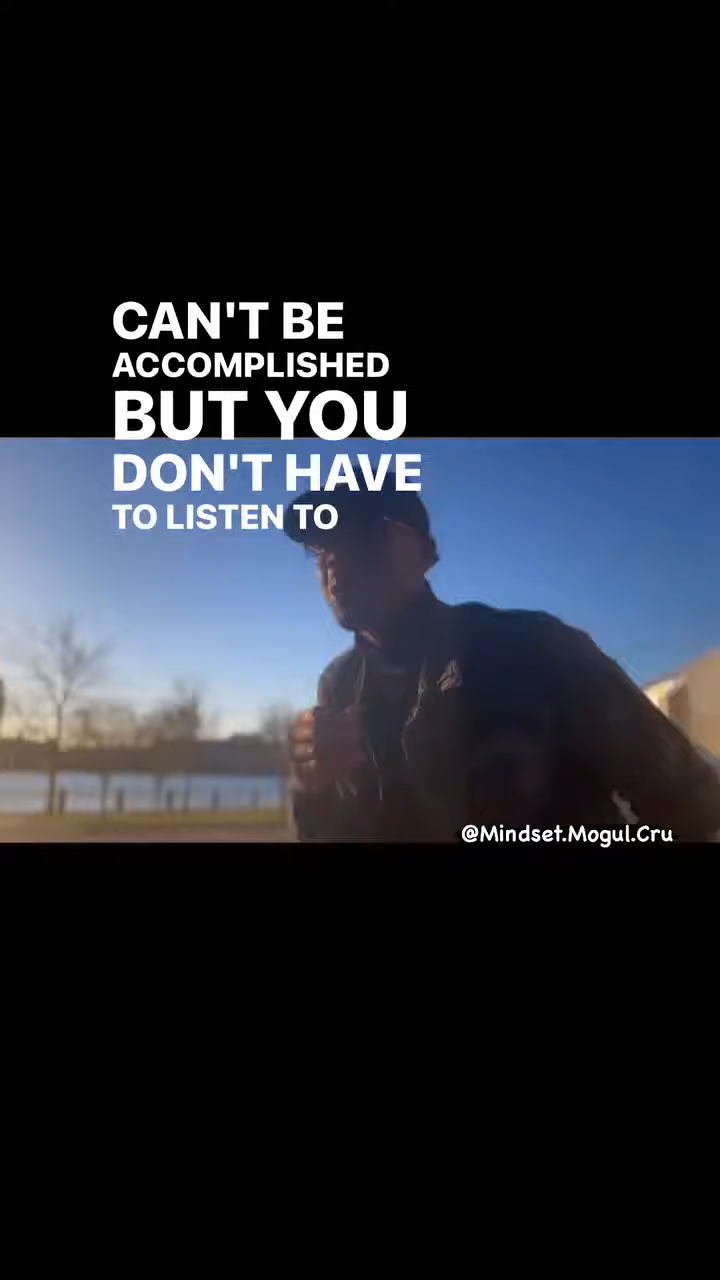 CAN'T BE
ACCOMPLISHED
BUT YOU
DON'T HAVE
TO LISTEN TO
@Mindset.Mogul.Cru